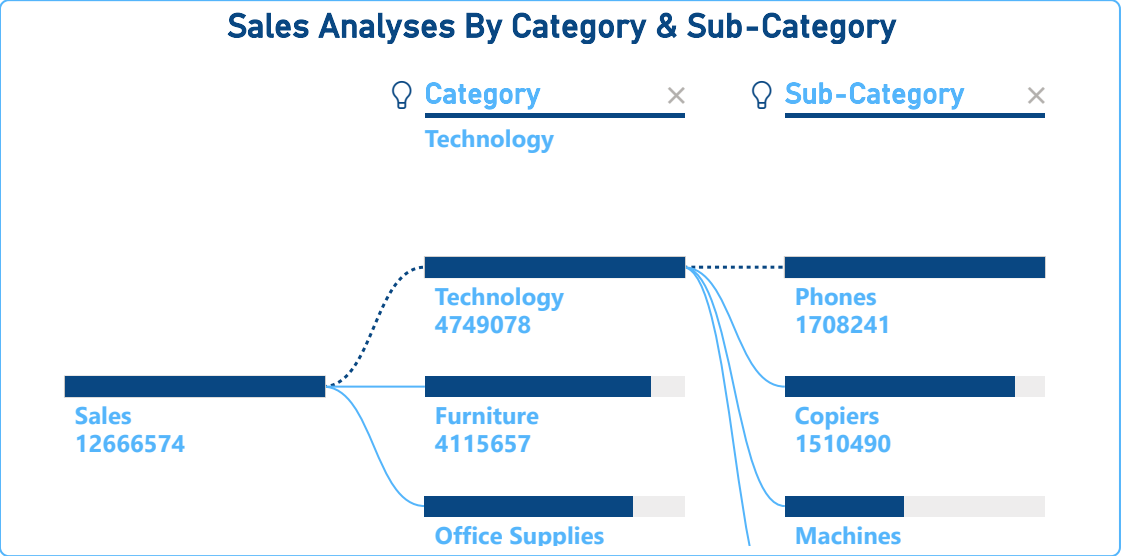 Sales Analyses By Category & Sub-Category
Category
Sub-Category
Technology
Technology
4749078
Phones
1708241
Sales
12666574
Furniture
4115657
Copiers
1510490
Office Supplies
Machines